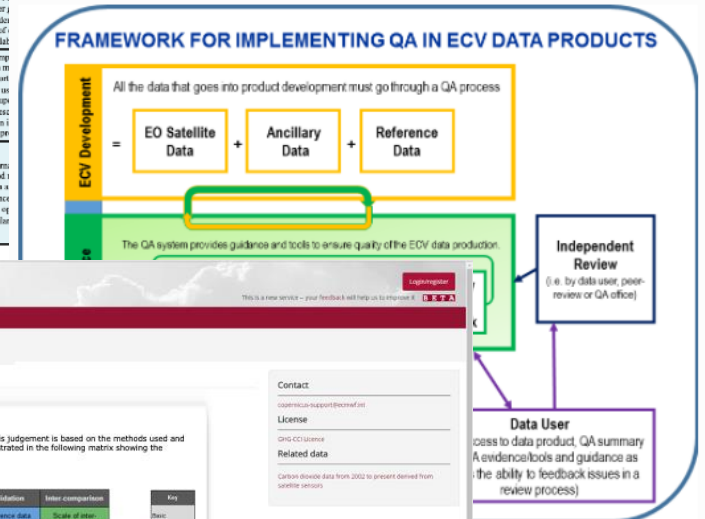 FRAMEWORK FOR IMPLEMENTING QA IN ECV DATA PRODUCTS
ECV Development
All the data that goes into product development must go through a QA process
=
EO Satellite
Data
+
Ancillary
Data
+
Reference
Data
The QA system provides guidance and tools to ensure quality of the ECV data production.
Independent
Review
(i.e. by data user, peer-
review or QA office)
Data User
to data product, QA summary
evidence/tools and guidance as
the ability to feedback issues in a
review process)
Login/register
This is a new service – your feedback will help us to improve it
BETA
judgement is based on the methods used and
in the following matrix showing the
Inter-comparison
Scale of inter-
Key
Contact
copernicus-support@ecmwf.int
License
GHG-CCI Licence
Related data
Carbon dioxide data from 2002 to present derived from
satellite sensors